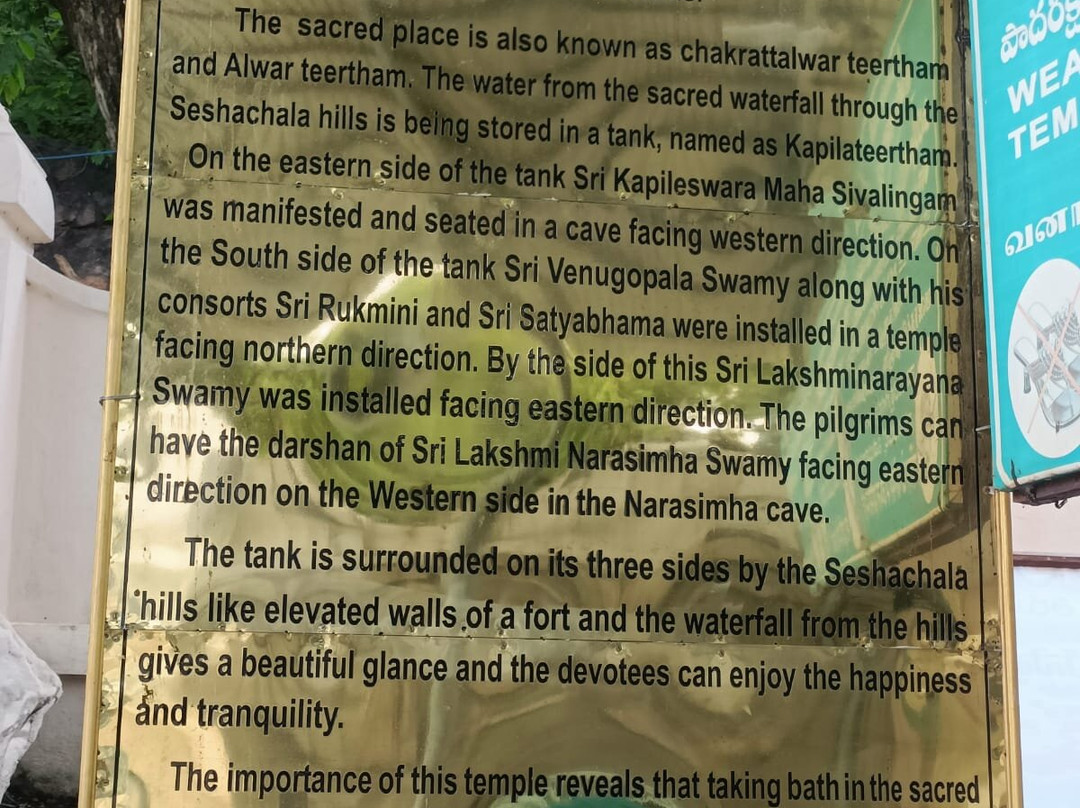 The sacred place is also known as chakrattalwar teertham
and Alwar teertham. The water from the sacred waterfall through the
Seshachala hills is being stored in a tank, named as Kapilateertham.
On the eastern side of the tank Sri Kapileswara Maha Sivalingam
was manifested and seated in a cave facing western direction. On
the South side of the tank Sri Venugopala Swamy along with his
consorts Sri Rukmini and Sri Satyabhama were installed in a temple
facing northern direction. By the side of this Sri Lakshminarayana
Swamy was installed facing eastern direction. The pilgrims can
have the darshan of Sri Lakshmi Narasimha Swamy facing eastern
direction on the Western side in the Narasimha cave.
The tank is surrounded on its three sides by the Seshachala
hills like elevated walls of a fort and the waterfall from the hills
gives a beautiful glance and the devotees can enjoy the happiness
and tranquility.
The importance of this temple reveals that taking bath in the sacred
పాదరక్ష
WEA
TEM